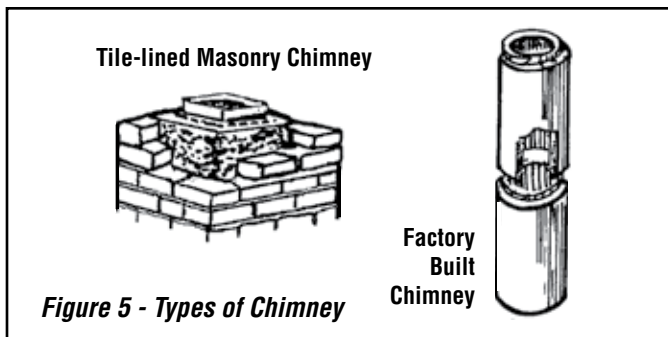 Tile-lined Masonry Chimney
Factory
Built
Chimney
Figure 5 - Types of Chimney